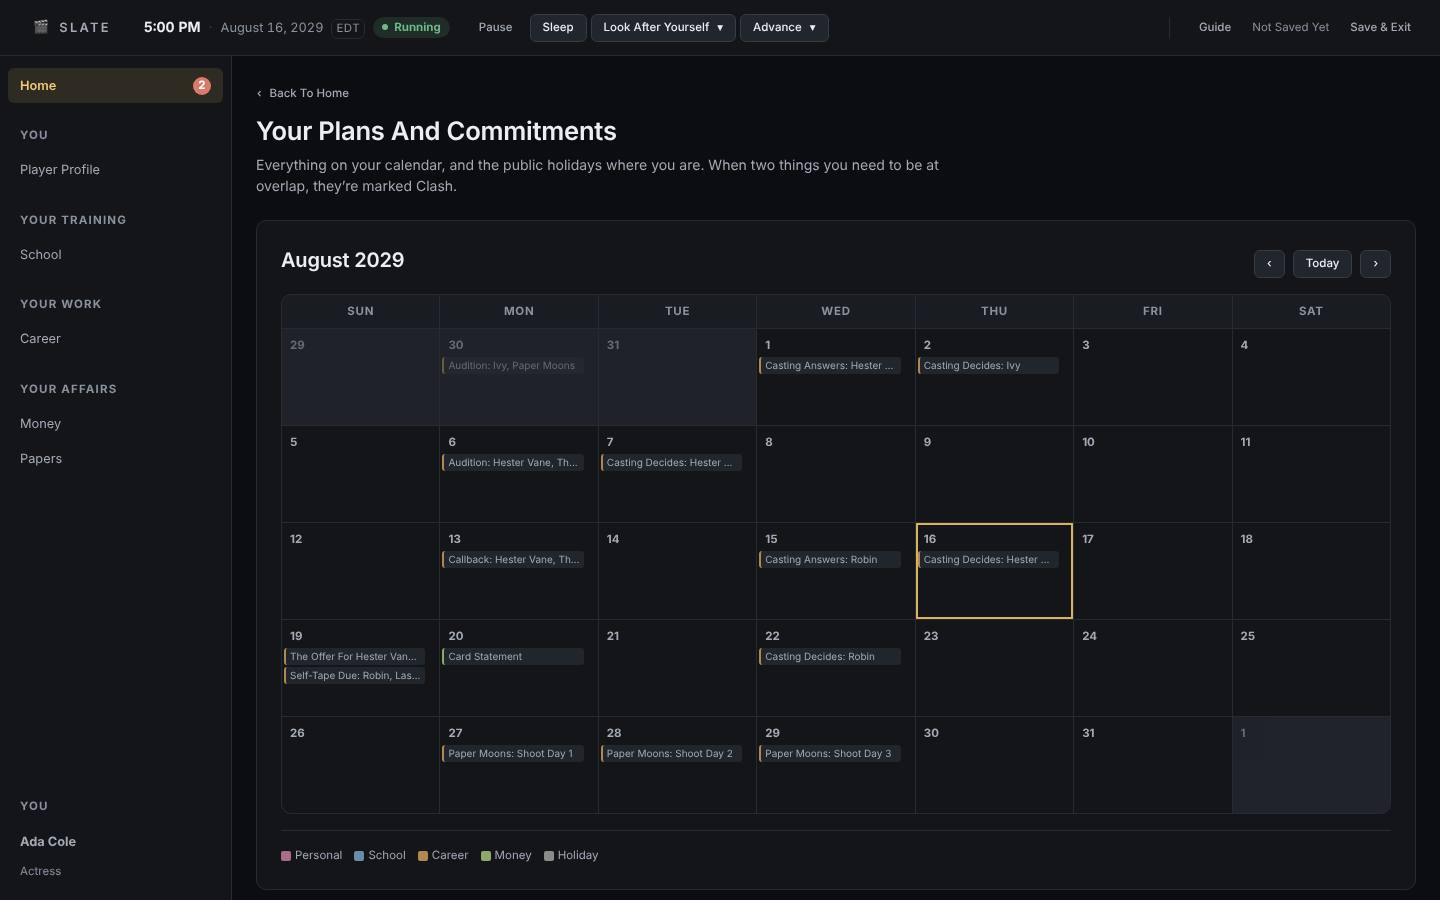 SLATE
5:00 PM · August 16, 2029 EDT Running Pause Sleep Look After Yourself ▾ Advance ▾ Guide Not Saved Yet Save & Exit
Home 2
YOU
Player Profile
YOUR TRAINING
School
YOUR WORK
Career
YOUR AFFAIRS
Money
Papers
YOU
Ada Cole
Actress
‹ Back To Home
Your Plans And Commitments
Everything on your calendar, and the public holidays where you are. When two things you need to be at
overlap, they're marked Clash.
August 2029
‹ Today ›
SUN MON TUE WED THU FRI SAT
29 30 31 1 2 3 4
Audition: Ivy, Paper Moons Casting Answers: Hester ... Casting Decides: Ivy
5 6 7 8 9 10 11
Audition: Hester Vane, Th... Casting Decides: Hester ...
12 13 14 15 16 17 18
Callback: Hester Vane, Th... Casting Answers: Robin Casting Decides: Hester ...
19 20 21 22 23 24 25
The Offer For Hester Van... Card Statement Casting Decides: Robin
Self-Tape Due: Robin, Las...
26 27 28 29 30 31 1
Paper Moons: Shoot Day 1 Paper Moons: Shoot Day 2 Paper Moons: Shoot Day 3
Personal School Career Money Holiday